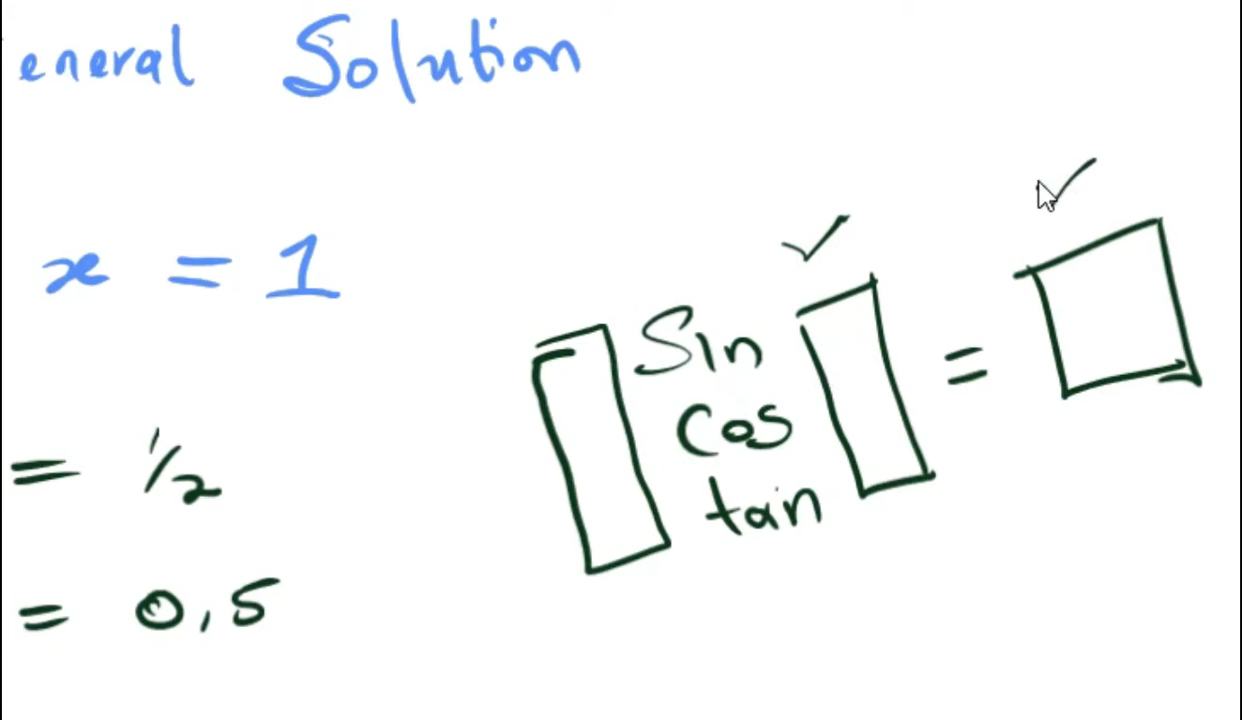 eneral Solution
x = 1
Sin
Cos
tan
=
= 1/2
= 0,5